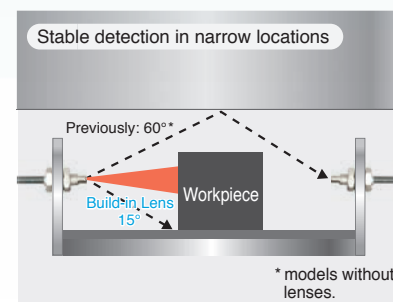 Stable detection in narrow locations
Previously: 60°*
Build-in Lens
15°
Workpiece
* models without
lenses.